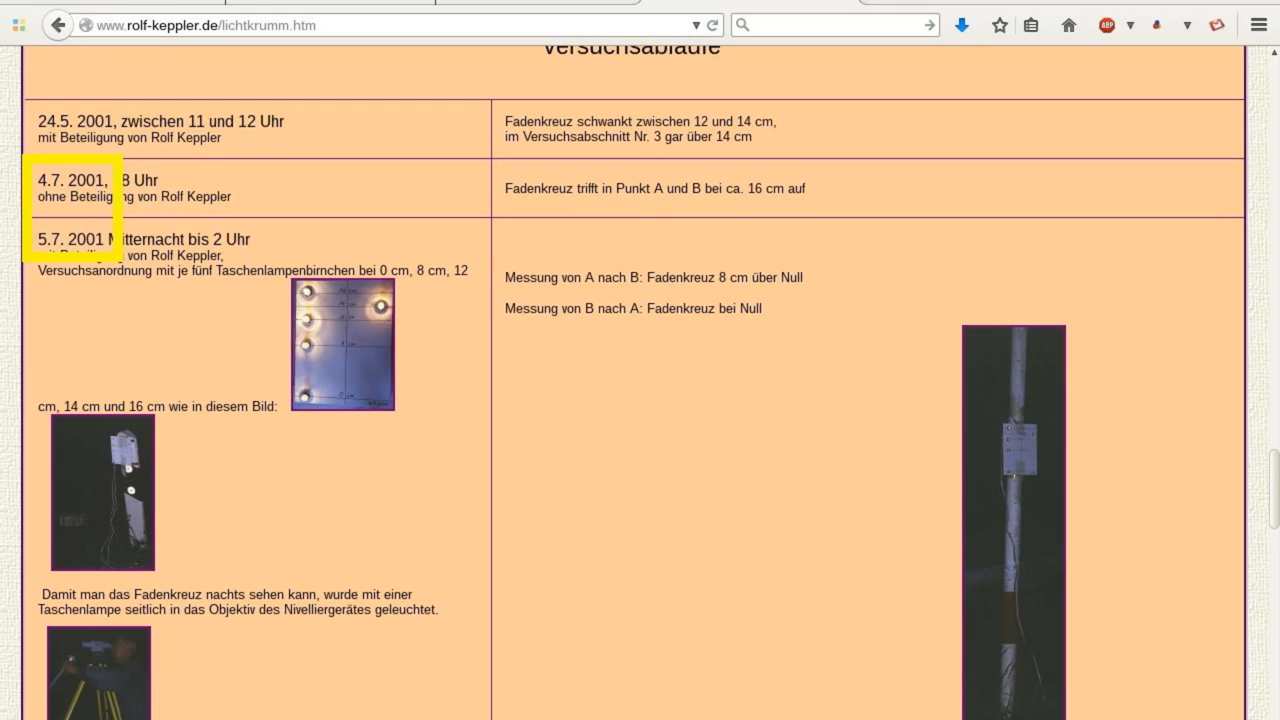 www.rolf-keppler.de/lichtkrumm.htm
ABP
Versuchsabläufe
24.5. 2001, zwischen 11 und 12 Uhr
mit Beteiligung von Rolf Keppler
Fadenkreuz schwankt zwischen 12 und 14 cm,
im Versuchsabschnitt Nr. 3 gar über 14 cm
4.7. 2001, 8 Uhr
ohne Beteiligung von Rolf Keppler
Fadenkreuz trifft in Punkt A und B bei ca. 16 cm auf
5.7. 2001 Mitternacht bis 2 Uhr
mit Beteiligung von Rolf Keppler,
Versuchsanordnung mit je fünf Taschenlampenbirnchen bei 0 cm, 8 cm, 12
cm, 14 cm und 16 cm wie in diesem Bild:
Messung von A nach B: Fadenkreuz 8 cm über Null
Messung von B nach A: Fadenkreuz bei Null
Damit man das Fadenkreuz nachts sehen kann, wurde mit einer
Taschenlampe seitlich in das Objektiv des Nivelliergerätes geleuchtet.